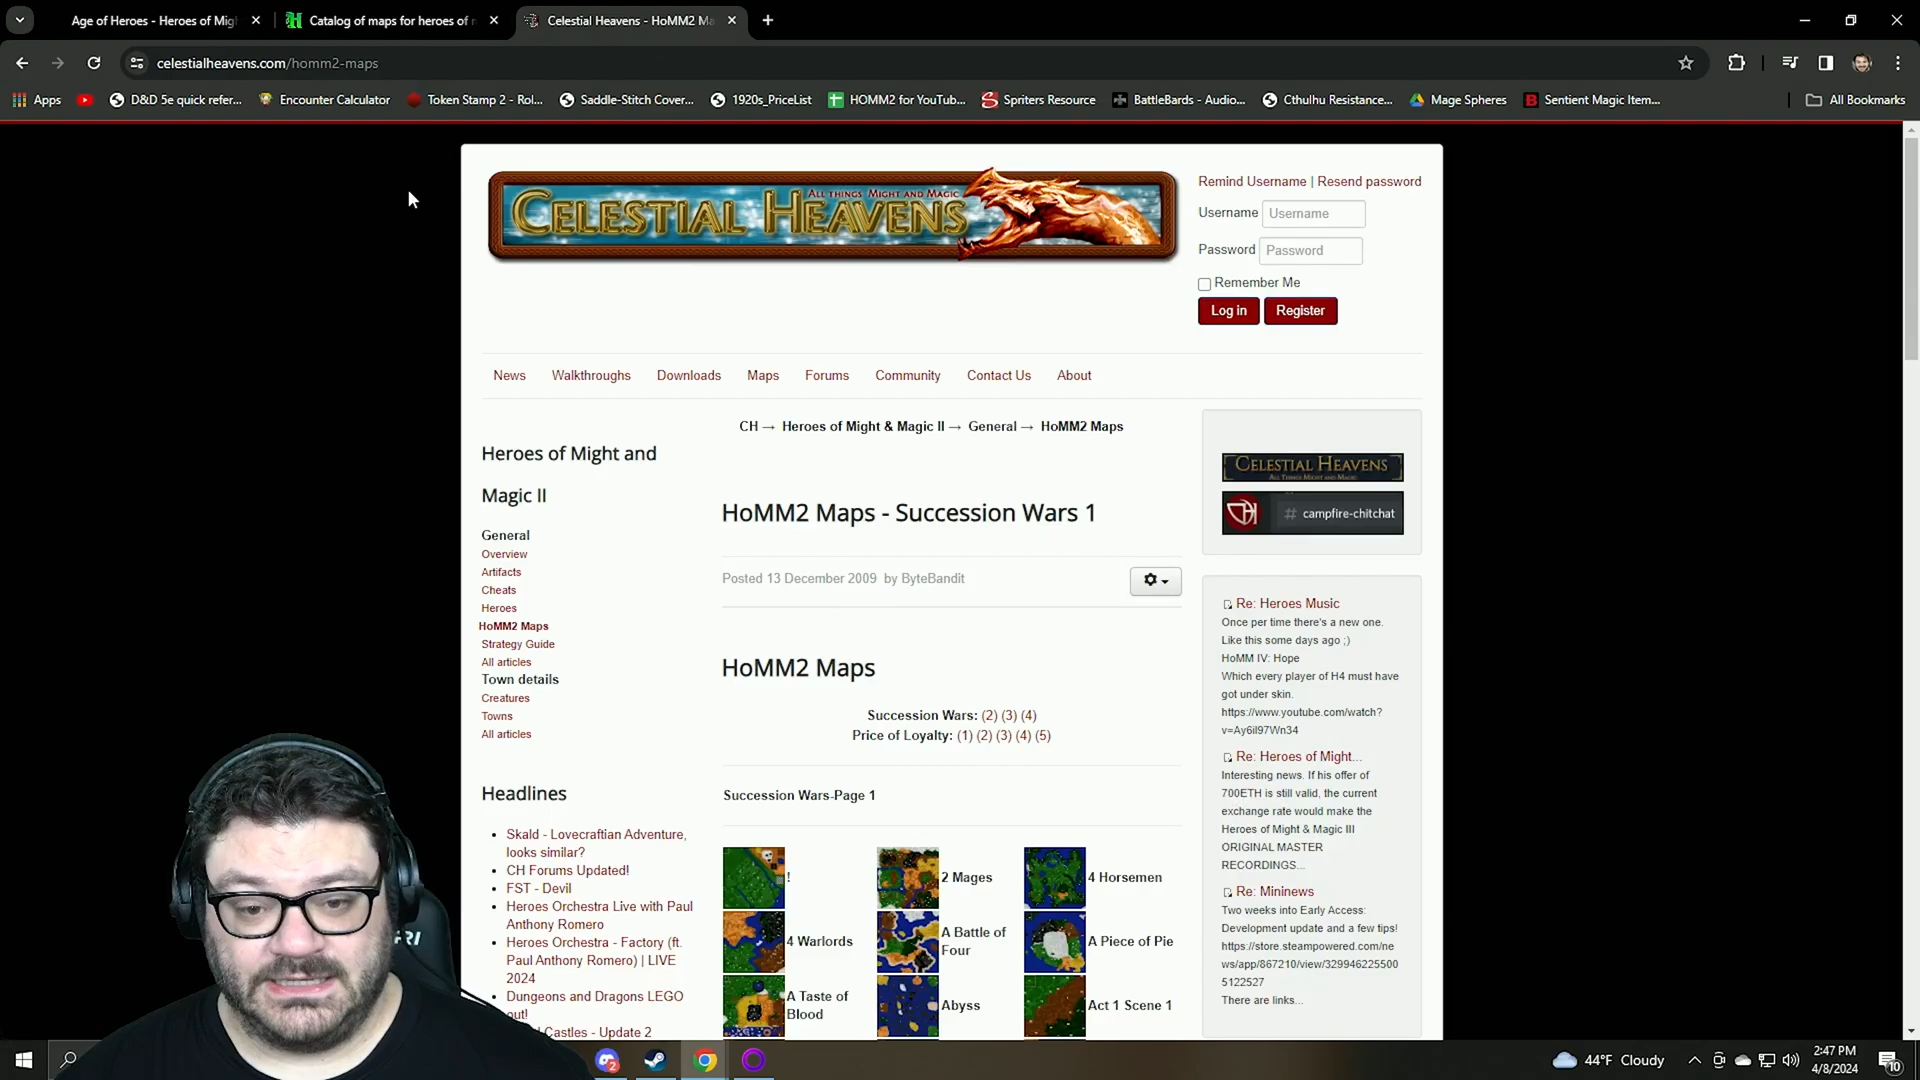 Age of Heroes - Heroes of Migh
Catalog of maps for heroes of
Celestial Heavens - HoMM2 Ma
celestialheavens.com/homm2-maps
Apps
D&D 5e quick refer...
Encounter Calculator
Token Stamp 2 - Rol...
Saddle-Stitch Cover...
1920s_PriceList
HOMM2 for YouTub...
Spriters Resource
BattleBards - Audio...
Cthulhu Resistance...
Mage Spheres
Sentient Magic Item...
All Bookmarks
ALL THINGS MIGHT AND MAGIC
CELESTIAL HEAVENS
Remind Username | Resend password
Username Username
Password Password
Remember Me
Log in Register
News Walkthroughs Downloads Maps Forums Community Contact Us About
CH → Heroes of Might & Magic II → General → HoMM2 Maps
Heroes of Might and
Magic II
General
Overview
Artifacts
Cheats
Heroes
HoMM2 Maps
Strategy Guide
All articles
Town details
Creatures
Towns
All articles
Headlines
• Skald - Lovecraftian Adventure,
looks similar?
• CH Forums Updated!
• FST - Devil
• Heroes Orchestra Live with Paul
Anthony Romero
• Heroes Orchestra - Factory (ft.
Paul Anthony Romero) | LIVE
2024
• Dungeons and Dragons LEGO
out!
Castles - Update 2
HoMM2 Maps - Succession Wars 1
Posted 13 December 2009 by ByteBandit
HoMM2 Maps
Succession Wars: (2) (3) (4)
Price of Loyalty: (1) (2) (3) (4) (5)
Succession Wars-Page 1
!
2 Mages
4 Horsemen
4 Warlords
A Battle of
Four
A Piece of Pie
A Taste of
Blood
Abyss
Act 1 Scene 1
CELESTIAL HEAVENS
ALL THINGS MIGHT AND MAGIC
# campfire-chitchat
Re: Heroes Music
Once per time there's a new one.
Like this some days ago ;)
HoMM IV: Hope
Which every player of H4 must have
got under skin.
https://www.youtube.com/watch?
v=Ay6il97Wn34
Re: Heroes of Might...
Interesting news. If his offer of
700ETH is still valid, the current
exchange rate would make the
Heroes of Might & Magic III
ORIGINAL MASTER
RECORDINGS...
Re: Mininews
Two weeks into Early Access:
Development update and a few tips!
https://store.steampowered.com/ne
ws/app/867210/view/329946225500
5122527
There are links...
2
44°F Cloudy
2:47 PM
4/8/2024
10